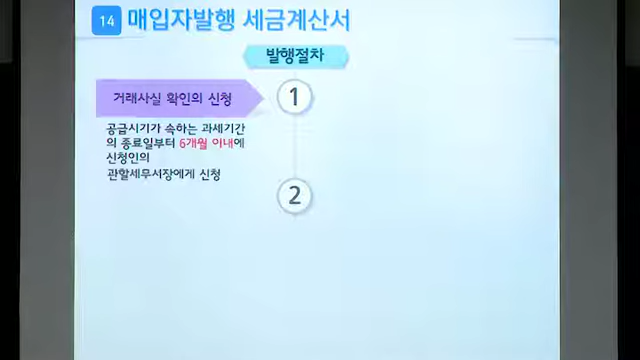 14 매입자발행 세금계산서
발행절차
거래사실 확인의 신청
1
공급시기가 속하는 과세기간
의 종료일부터 6개월 이내에
신청인의
관할세무서장에게 신청
2